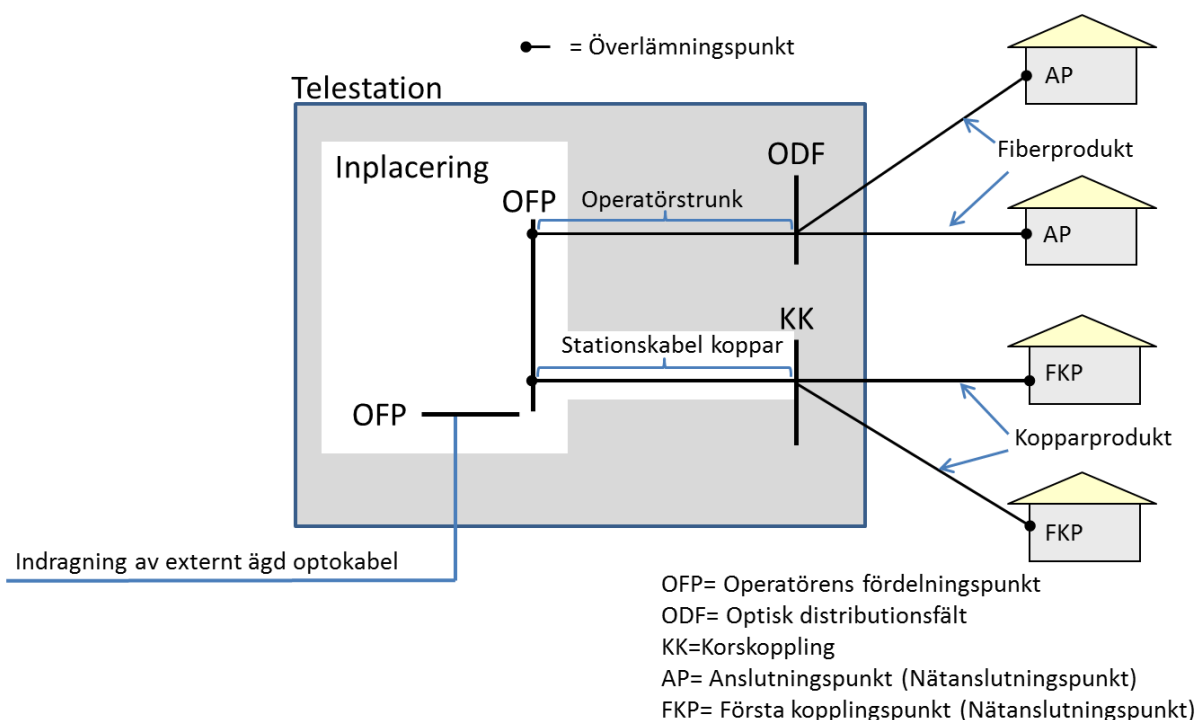 = Överlämningspunkt
Telestation
AP
Inplacering
ODF
Fiberprodukt
OFP
Operatörstrunk
AP
KK
Stationskabel koppar
FKP
OFP
Kopparprodukt
FKP
Indragning av externt ägd optokabel
OFP= Operatörens fördelningspunkt
ODF= Optisk distributionsfält
KK=Korskoppling
AP= Anslutningspunkt (Nätanslutningspunkt)
FKP= Första kopplingspunkt (Nätanslutningspunkt)